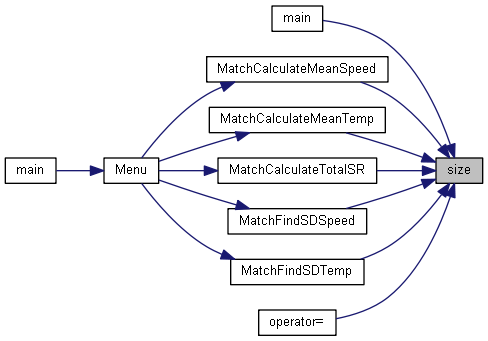 main
MatchCalculateMeanSpeed
MatchCalculateMeanTemp
main
Menu
MatchCalculateTotalSR
size
MatchFindSDSpeed
MatchFindSDTemp
operator=